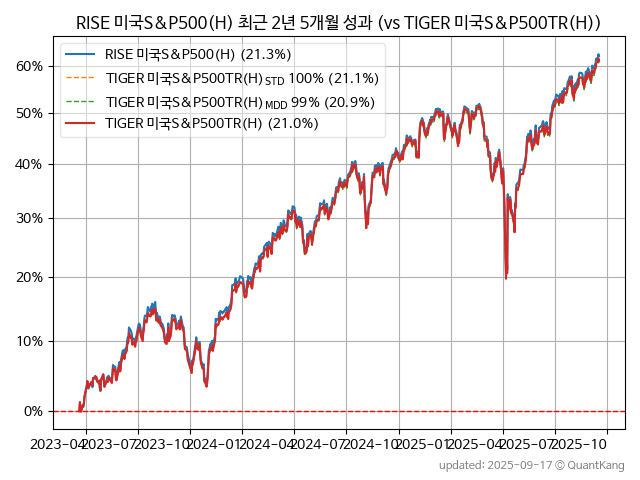 RISE 미국S&P500(H) 최근 2년 5개월 성과 (vs TIGER 미국S&P500TR(H))
RISE 미국S&P500(H) (21.3%)
TIGER 미국S&P500TR(H) STD 100% (21.1%)
TIGER 미국S&P500TR(H) MDD 99% (20.9%)
TIGER 미국S&P500TR(H) (21.0%)
60%
50%
40%
30%
20%
10%
0%
2023-04 2023-07 2023-10 2024-01 2024-04 2024-07 2024-10 2025-01 2025-04 2025-07 2025-10
updated: 2025-09-17 © QuantKang